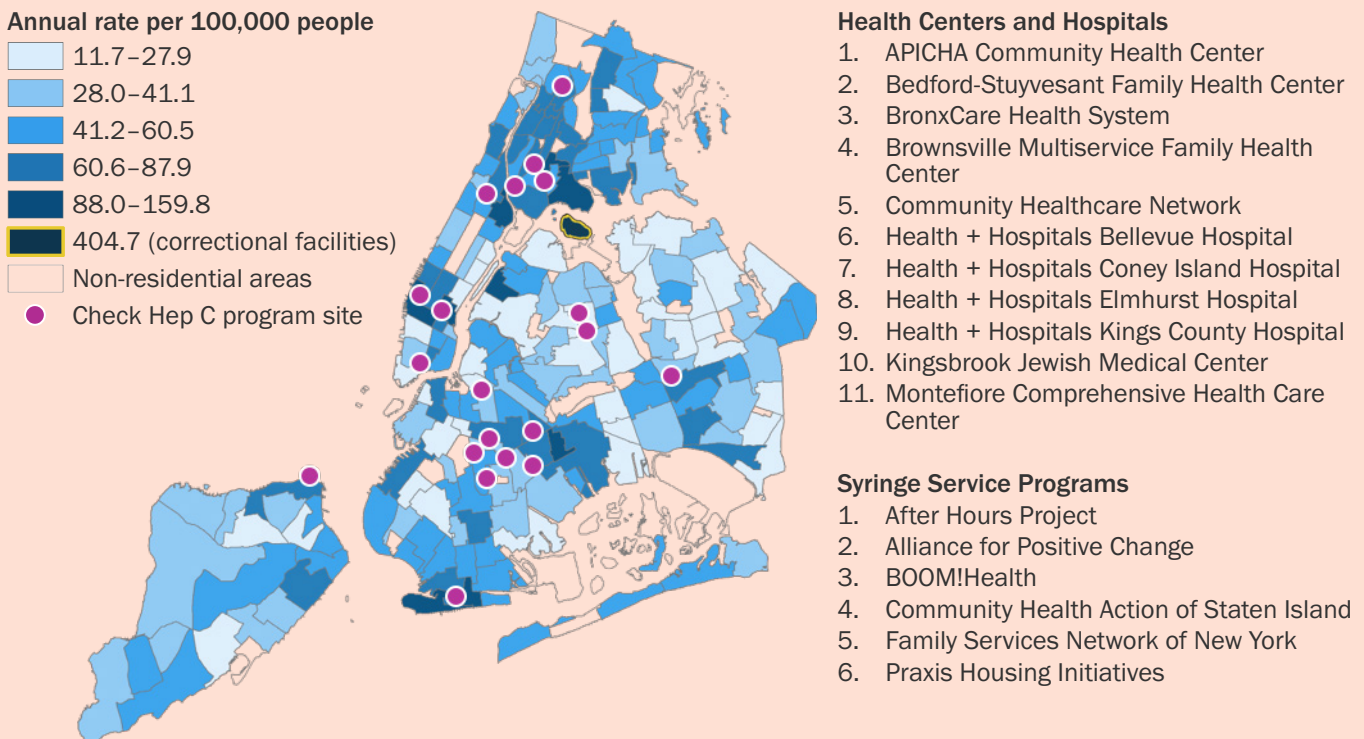 Annual rate per 100,000 people
11.7–27.9
28.0–41.1
41.2–60.5
60.6–87.9
88.0–159.8
404.7 (correctional facilities)
Non-residential areas
Check Hep C program site
Health Centers and Hospitals
1. APICHA Community Health Center
2. Bedford-Stuyvesant Family Health Center
3. BronxCare Health System
4. Brownsville Multiservice Family Health
Center
5. Community Healthcare Network
6. Health + Hospitals Bellevue Hospital
7. Health + Hospitals Coney Island Hospital
8. Health + Hospitals Elmhurst Hospital
9. Health + Hospitals Kings County Hospital
10. Kingsbrook Jewish Medical Center
11. Montefiore Comprehensive Health Care
Center
Syringe Service Programs
1. After Hours Project
2. Alliance for Positive Change
3. BOOM!Health
4. Community Health Action of Staten Island
5. Family Services Network of New York
6. Praxis Housing Initiatives